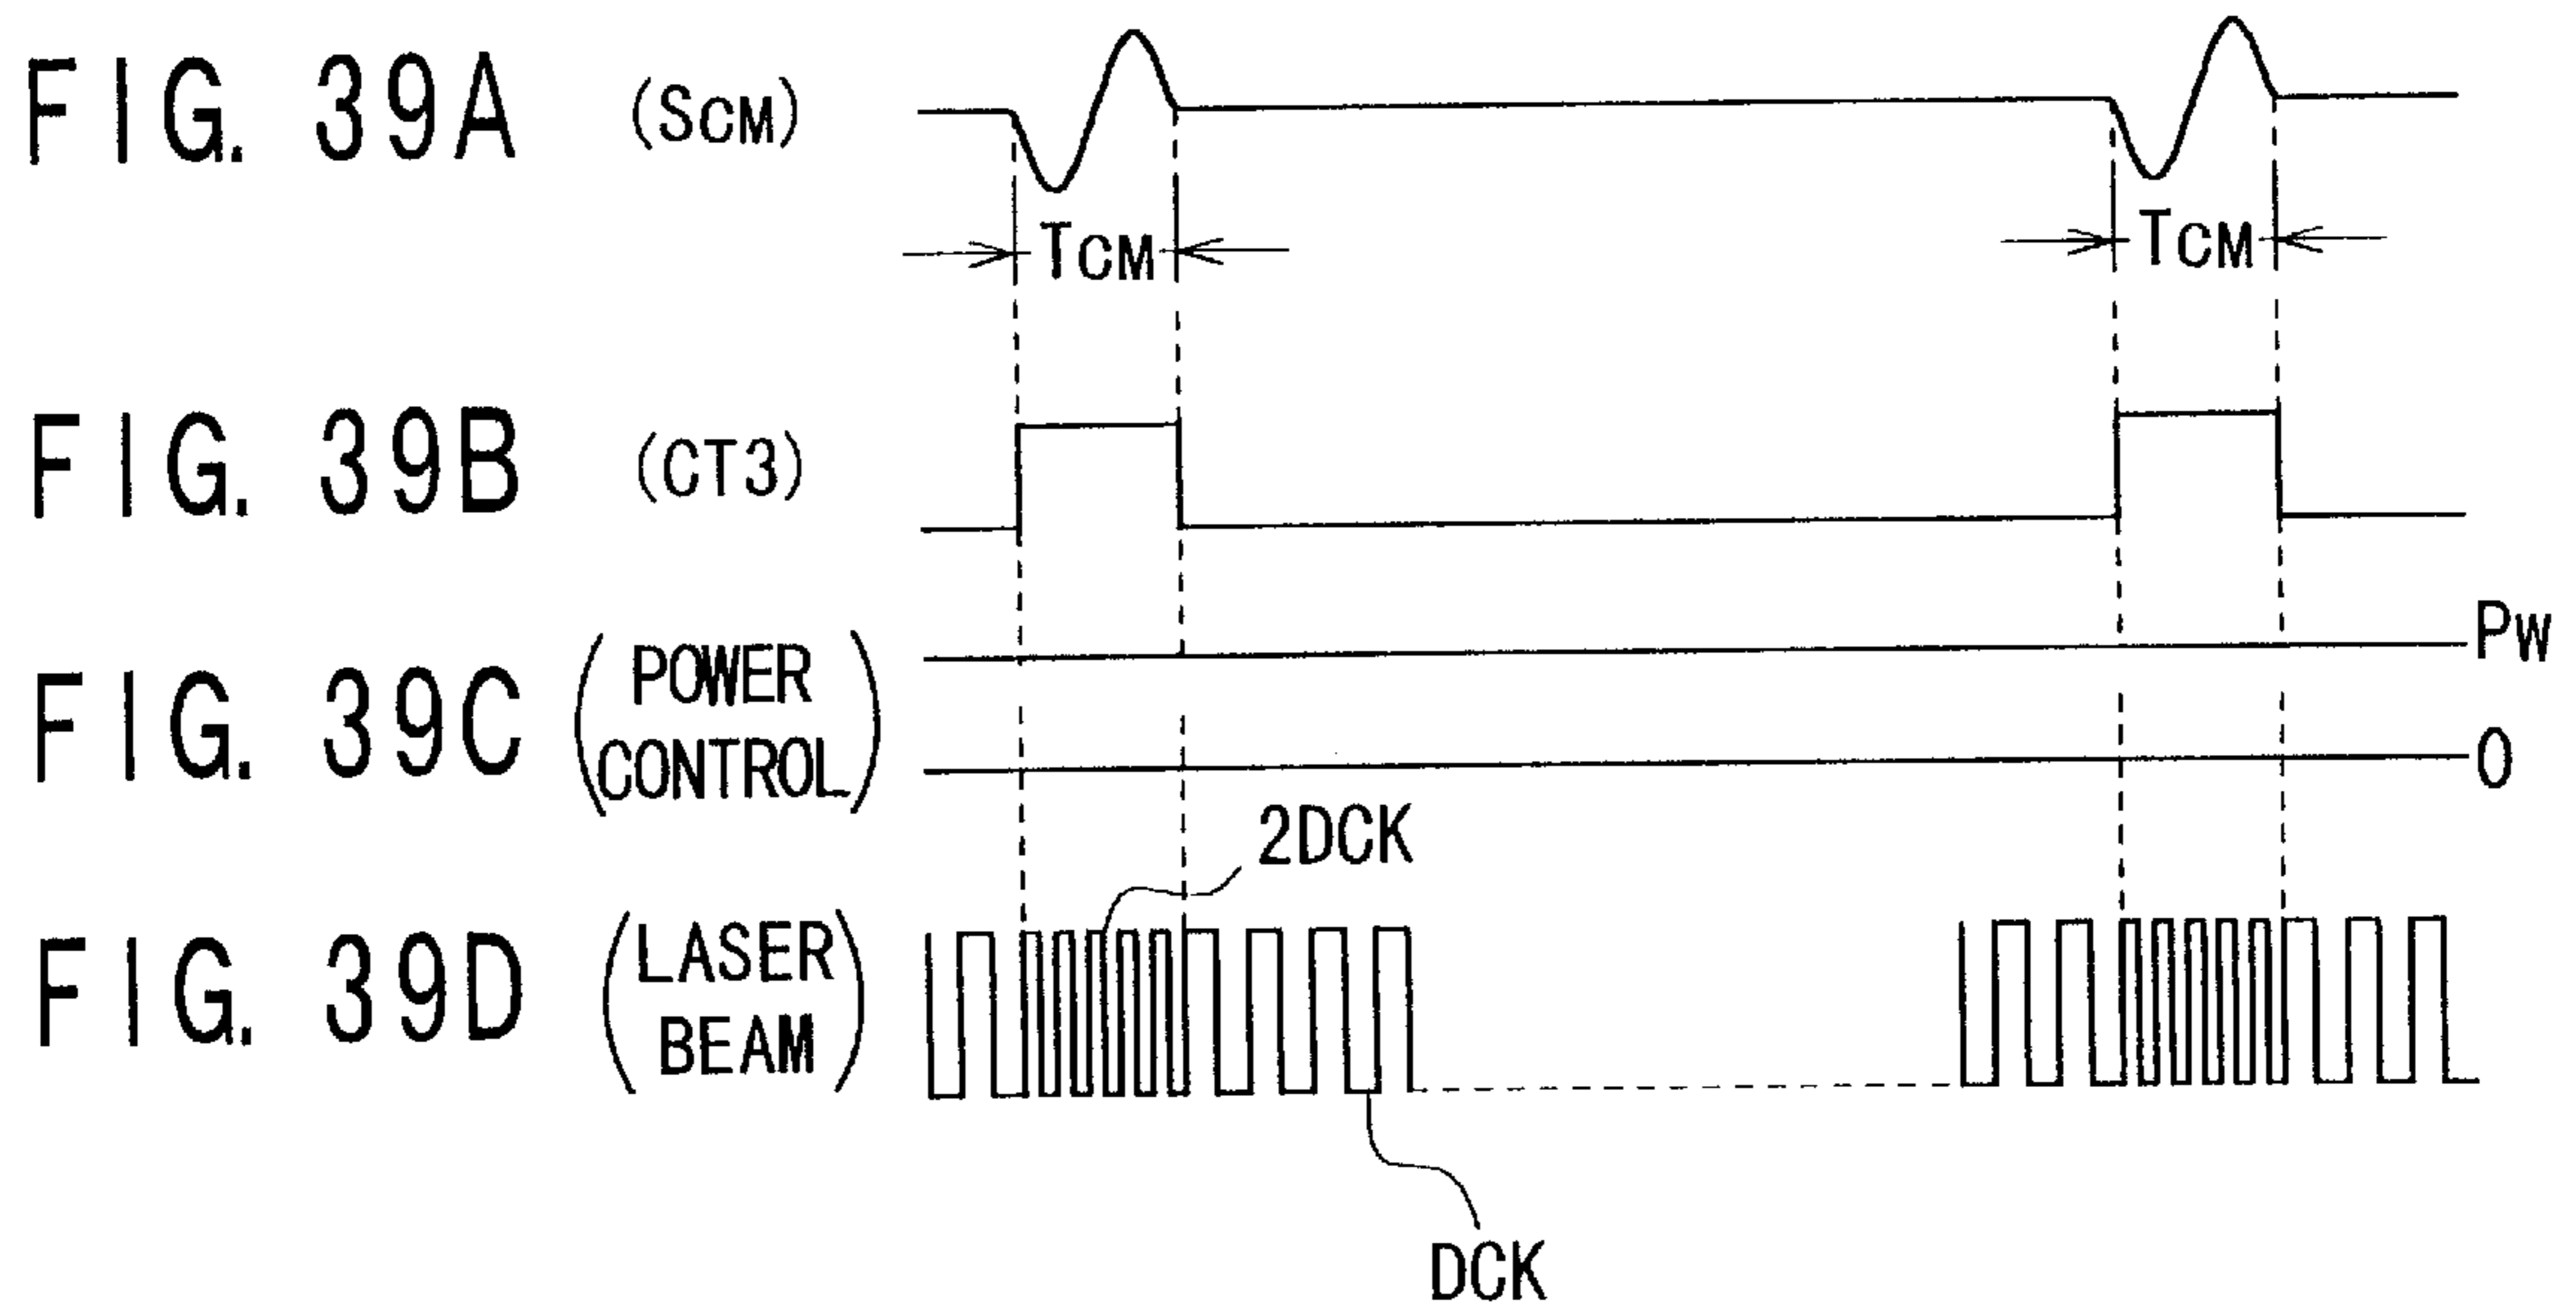 FIG. 39A (SCM)
TCM TCM
FIG. 39B (CT3)
FIG. 39C (POWER
CONTROL)
PW
0
2DCK
FIG. 39D (LASER
BEAM)
DCK